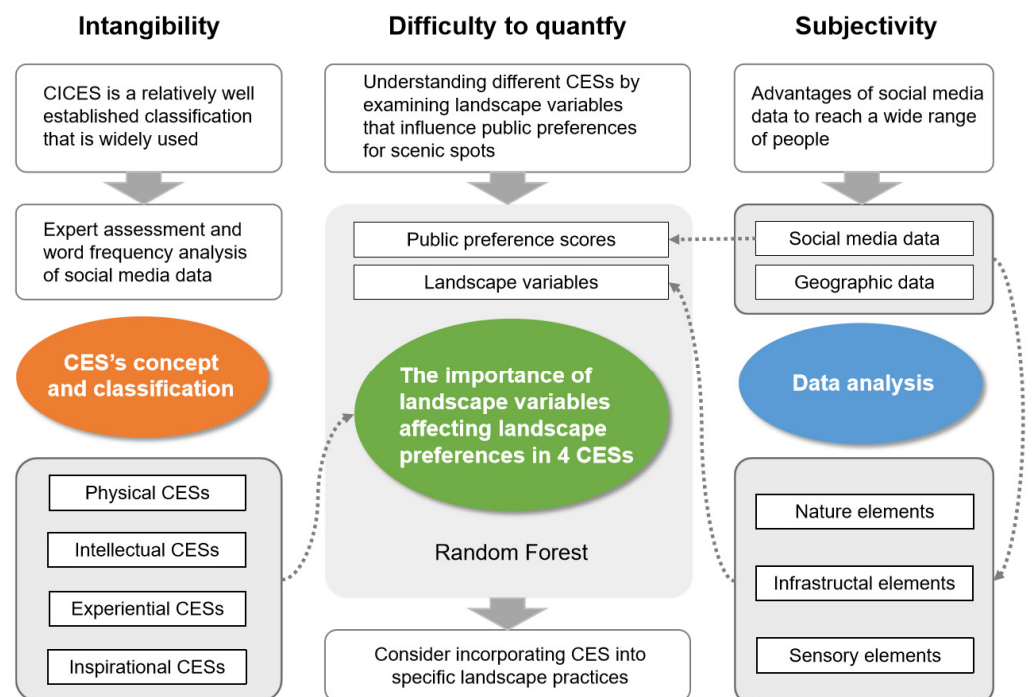 Intangibility
CICES is a relatively well
established classification
that is widely used
Expert assessment and
word frequency analysis
of social media data
CES's concept
and classification
Physical CESs
Intellectual CESs
Experiential CESs
Inspirational CESs
Difficulty to quantfy
Understanding different CESs by
examining landscape variables
that influence public preferences
for scenic spots
Public preference scores
Landscape variables
The importance of
landscape variables
affecting landscape
preferences in 4 CESs
Random Forest
Consider incorporating CES into
specific landscape practices
Subjectivity
Advantages of social media
data to reach a wide range
of people
Social media data
Geographic data
Data analysis
Nature elements
Infrastructal elements
Sensory elements